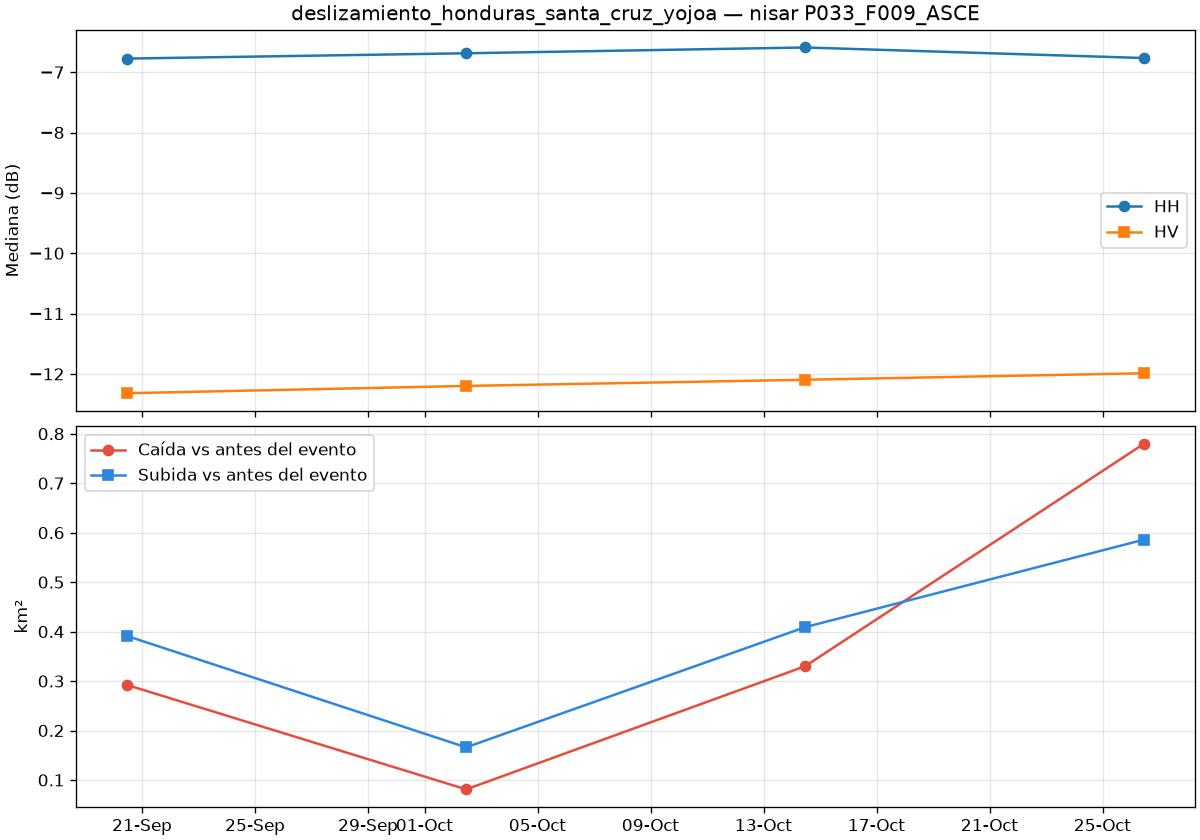 deslizamiento_honduras_santa_cruz_yojoa — nisar P033_F009_ASCE
−7
−8
−9
−10
−11
−12
Mediana (dB)
HH
HV
0.8
0.7
0.6
0.5
0.4
0.3
0.2
0.1
km²
Caída vs antes del evento
Subida vs antes del evento
21-Sep 25-Sep 29-Sep 01-Oct 05-Oct 09-Oct 13-Oct 17-Oct 21-Oct 25-Oct